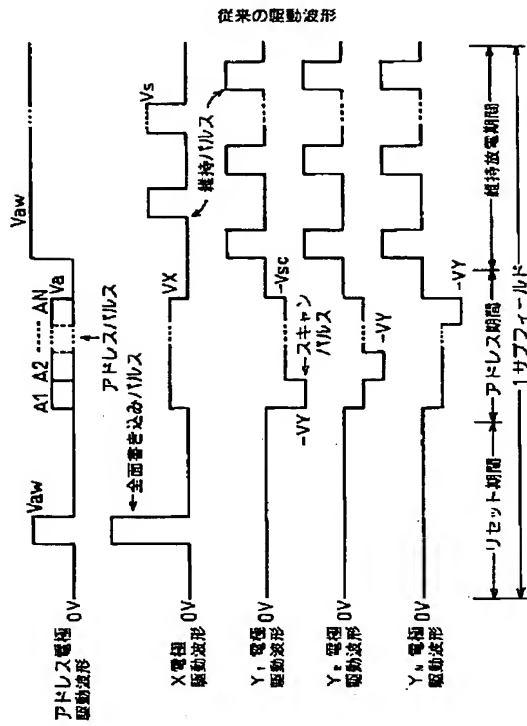 従来の駆動波形
アドレス電極
駆動波形
0V
Vaw
A1 A2 ...... AN
Va
アドレスパルス
Vaw
X電極
駆動波形
0V
全面書き込みパルス
VX
Vs
維持パルス
Y₁電極
駆動波形
0V
-VY
-Vsc
スキャン
パルス
Y₂電極
駆動波形
0V
-VY
Y_N電極
駆動波形
0V
-VY
リセット期間
アドレス期間
維持放電期間
1サブフィールド